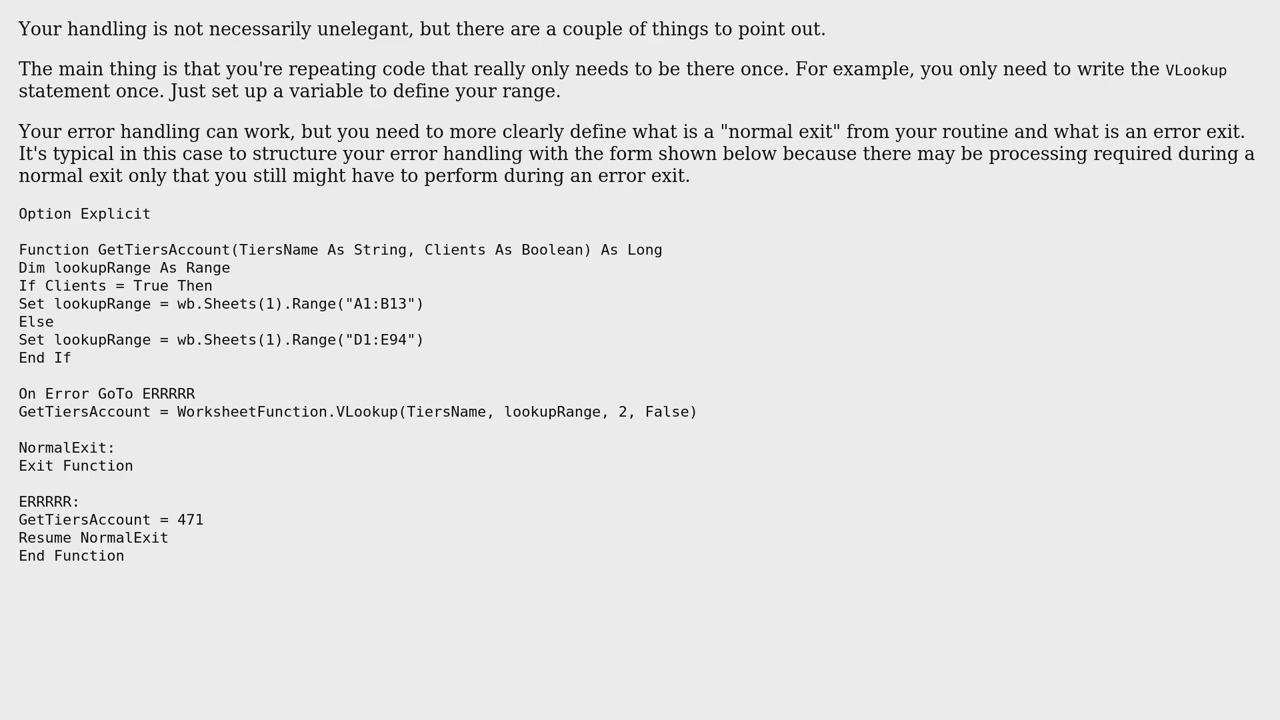 Your handling is not necessarily unelegant, but there are a couple of things to point out.
The main thing is that you're repeating code that really only needs to be there once. For example, you only need to write the VLookup
statement once. Just set up a variable to define your range.
Your error handling can work, but you need to more clearly define what is a "normal exit" from your routine and what is an error exit.
It's typical in this case to structure your error handling with the form shown below because there may be processing required during a
normal exit only that you still might have to perform during an error exit.
Option Explicit
Function GetTiersAccount(TiersName As String, Clients As Boolean) As Long
Dim lookupRange As Range
If Clients = True Then
Set lookupRange = wb.Sheets(1).Range("A1:B13")
Else
Set lookupRange = wb.Sheets(1).Range("D1:E94")
End If
On Error GoTo ERRRRR
GetTiersAccount = WorksheetFunction.VLookup(TiersName, lookupRange, 2, False)
NormalExit:
Exit Function
ERRRRR:
GetTiersAccount = 471
Resume NormalExit
End Function